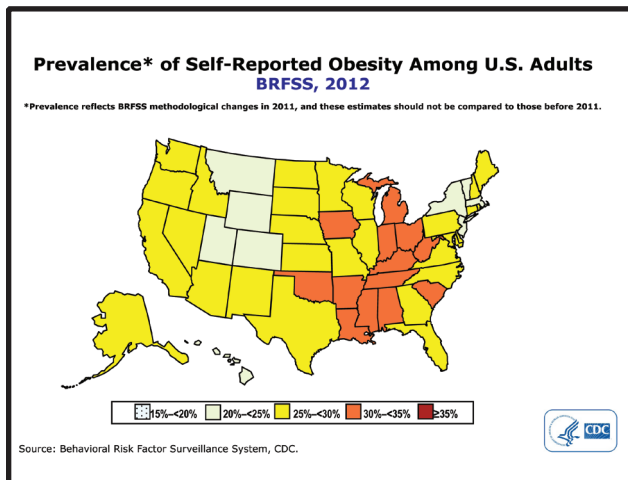 Prevalence* of Self-Reported Obesity Among U.S. Adults
BRFSS, 2012
*Prevalence reflects BRFSS methodological changes in 2011, and these estimates should not be compared to those before 2011.
15%–<20% 20%–<25% 25%–<30% 30%–<35% ≥35%
CDC
Source: Behavioral Risk Factor Surveillance System, CDC.